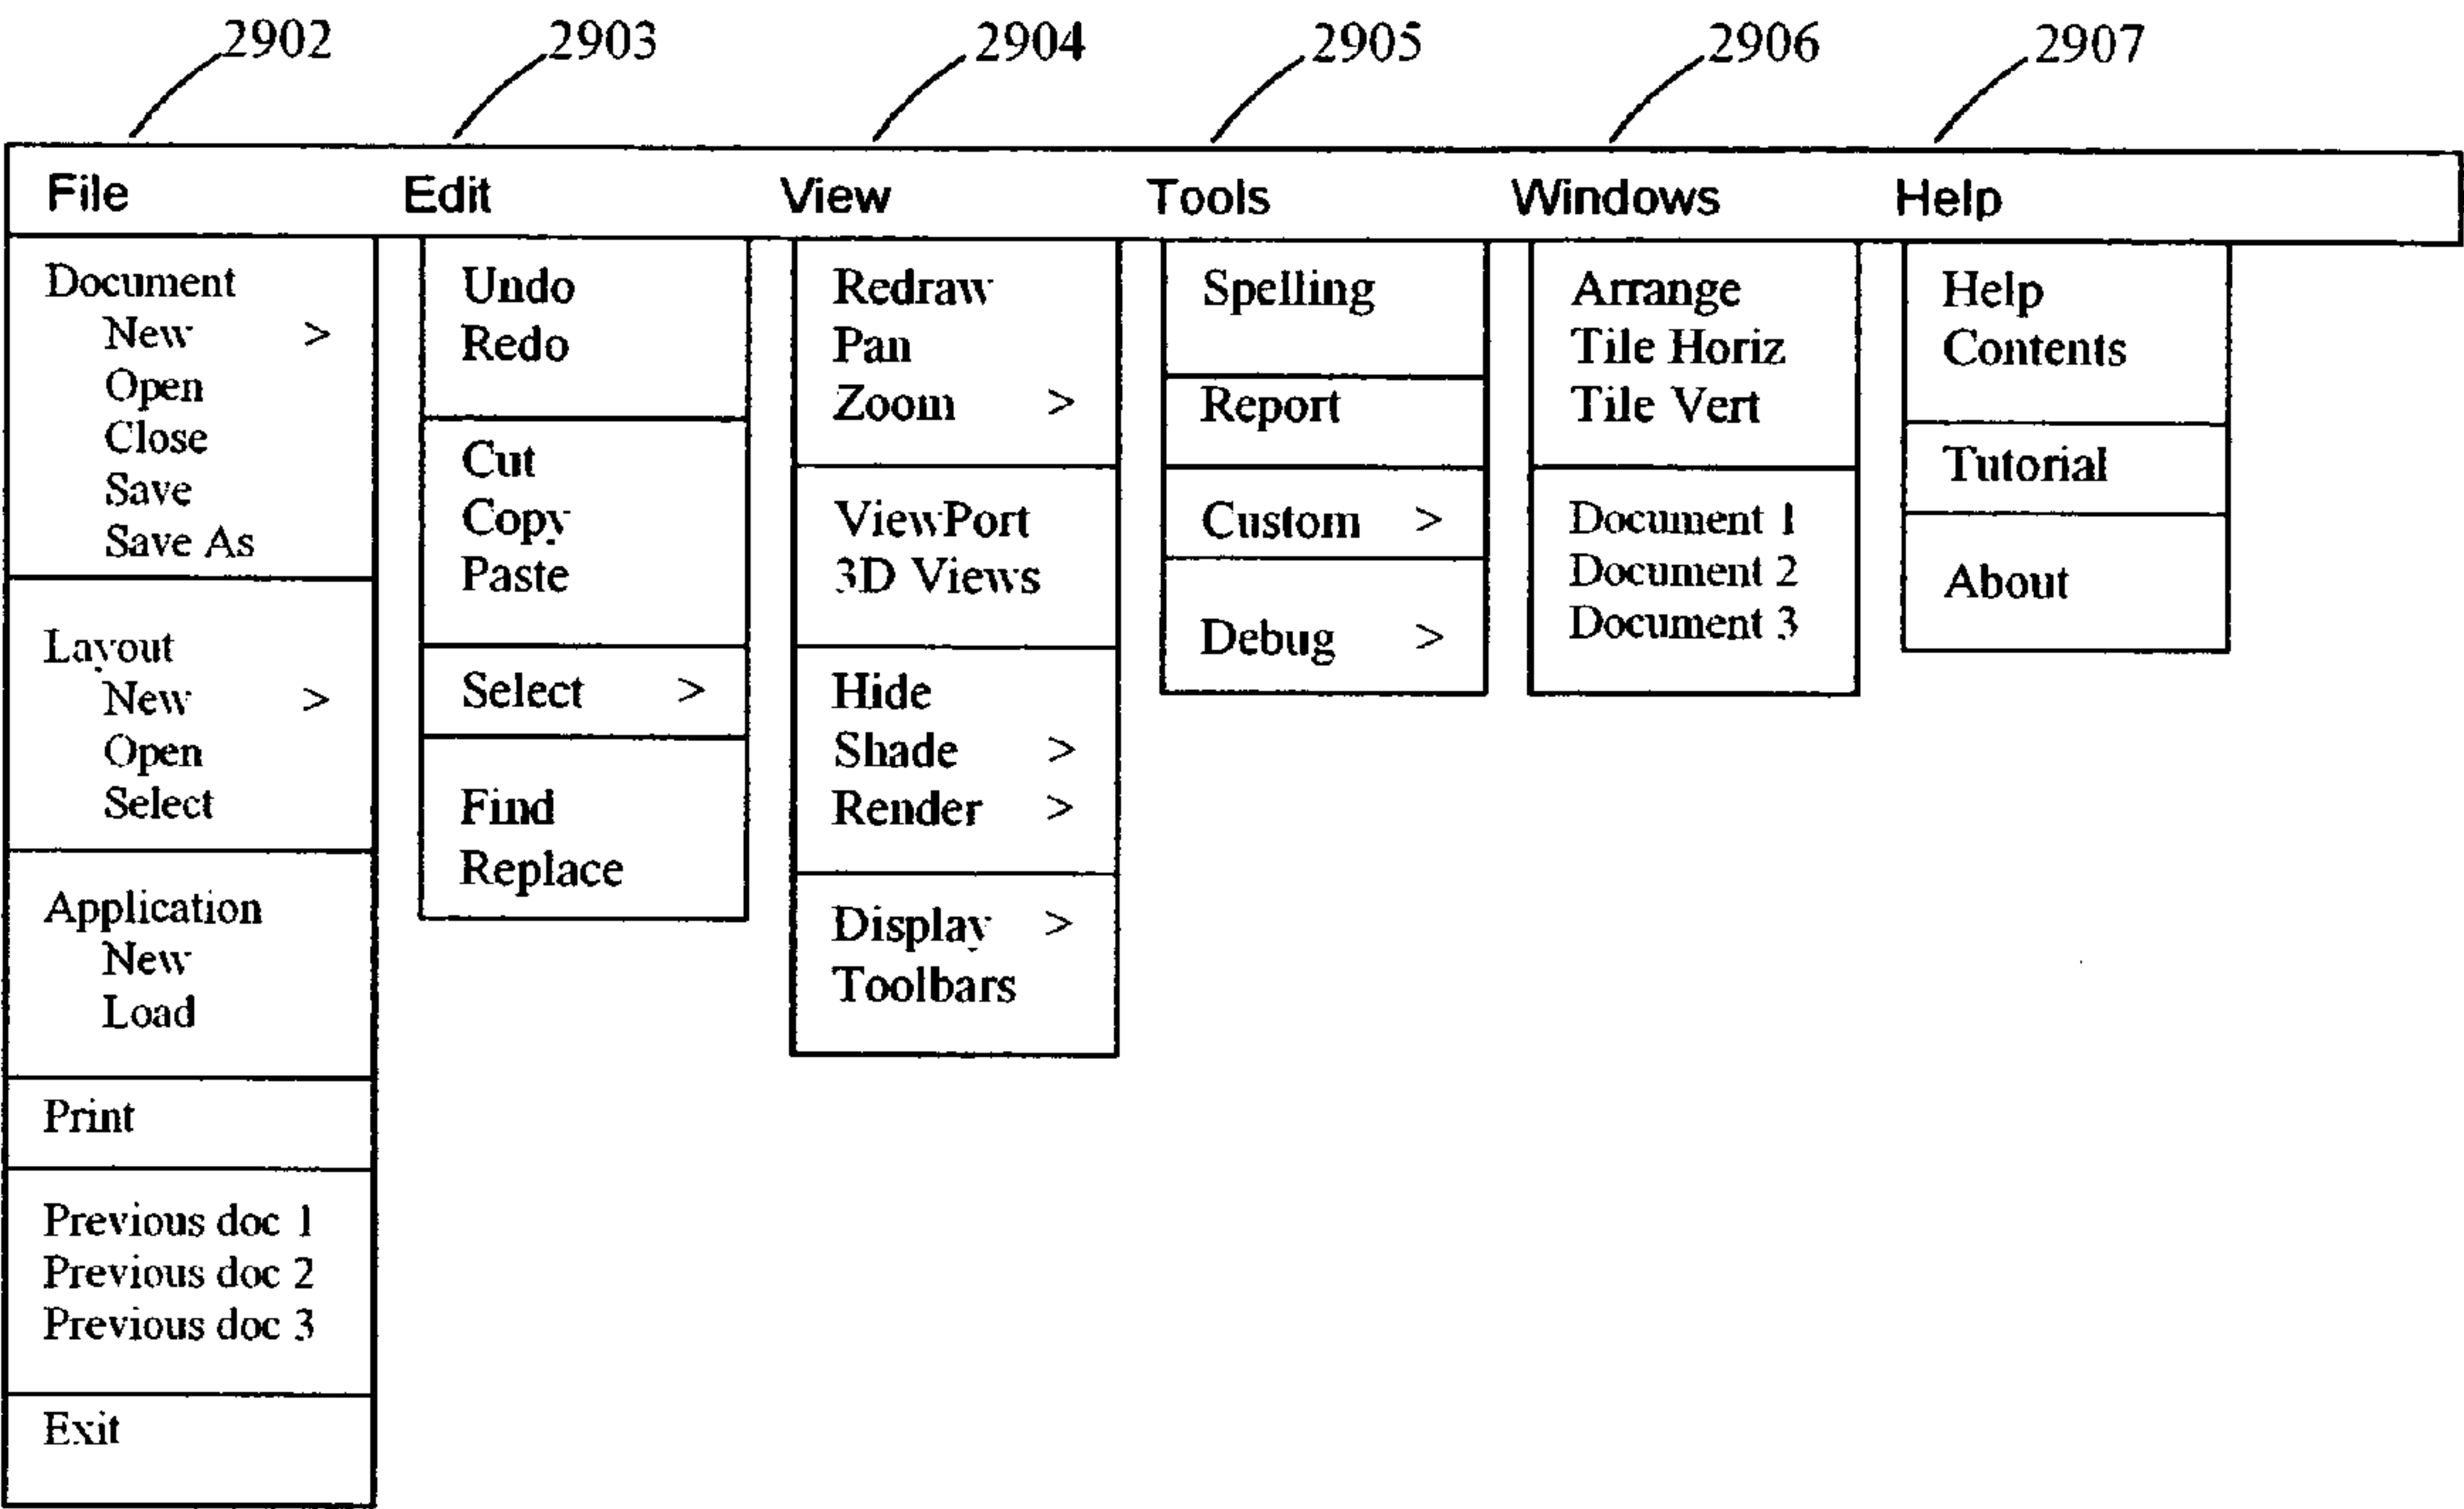 2902 2903 2904 2905 2906 2907
File Edit View Tools Windows Help
Document
New >
Open
Close
Save
Save As
Layout
New >
Open
Select
Application
New
Load
Print
Previous doc 1
Previous doc 2
Previous doc 3
Exit
Undo
Redo
Cut
Copy
Paste
Select >
Find
Replace
Redraw
Pan
Zoom >
ViewPort
3D Views
Hide
Shade >
Render >
Display >
Toolbars
Spelling
Report
Custom >
Debug >
Arrange
Tile Horiz
Tile Vert
Document 1
Document 2
Document 3
Help
Contents
Tutorial
About